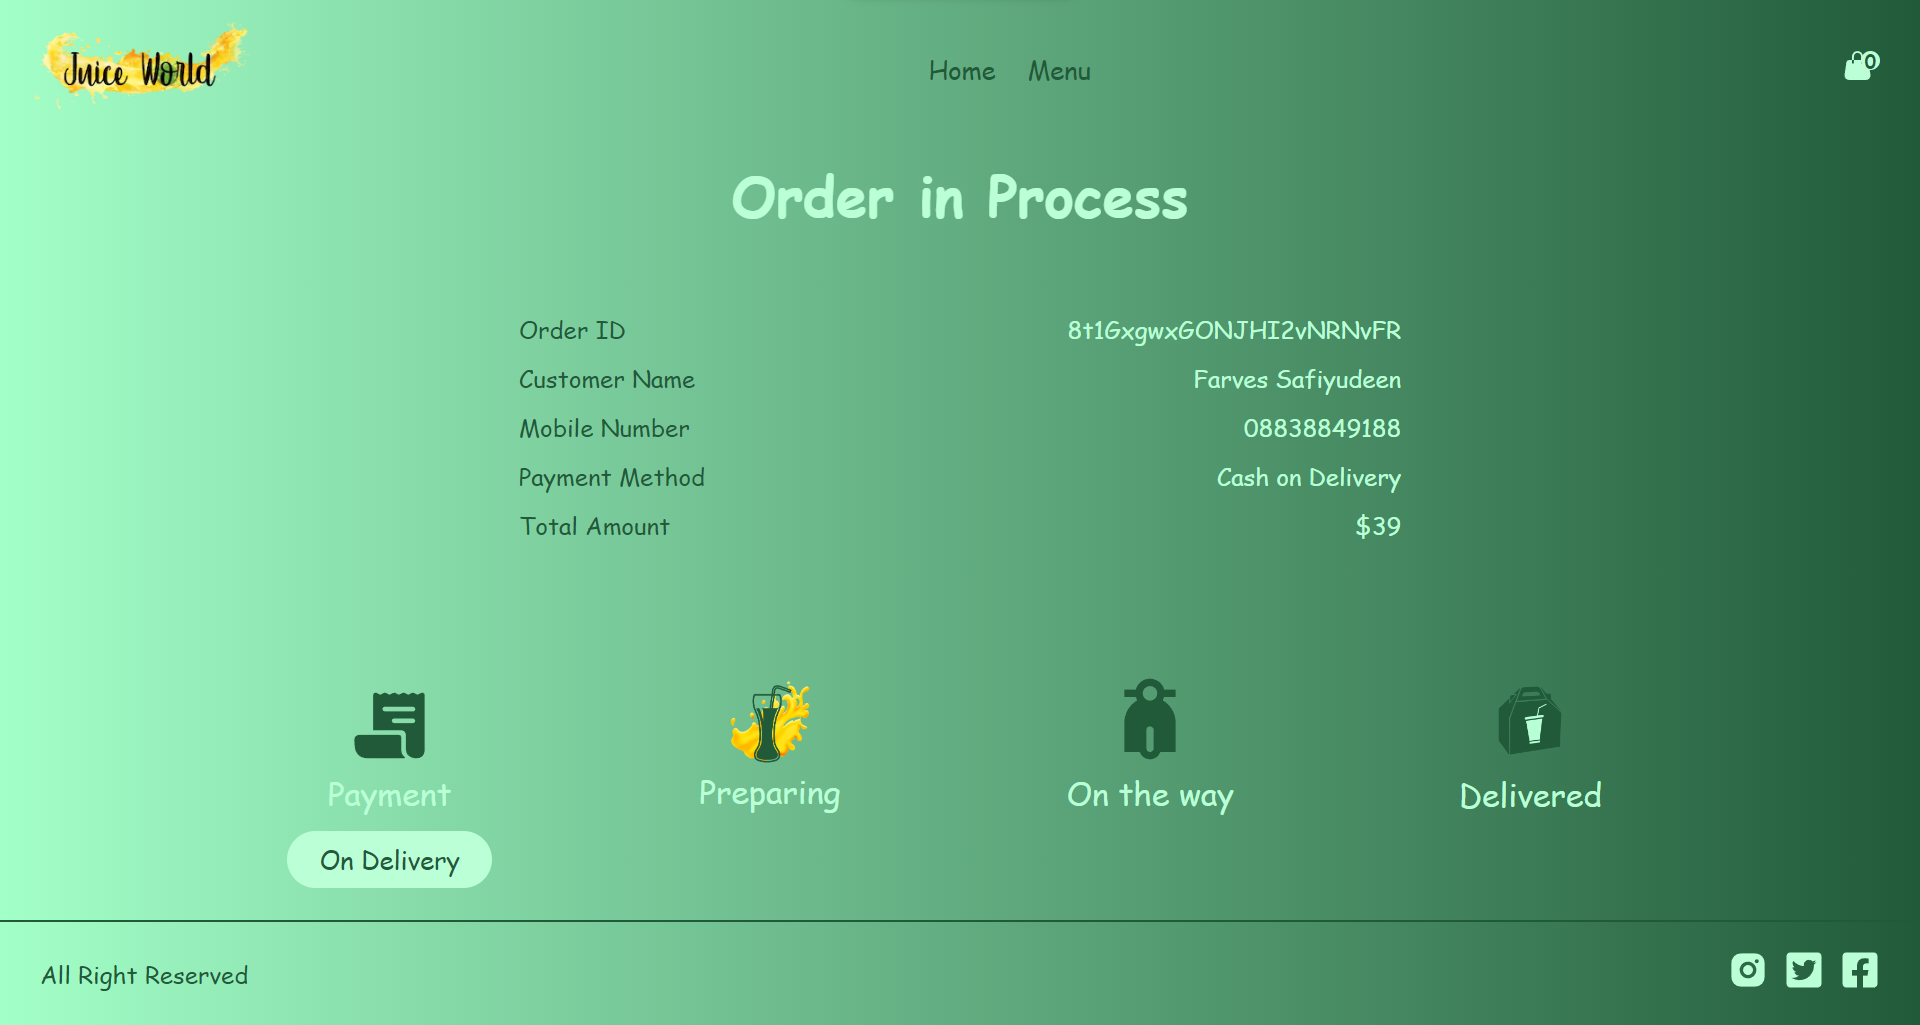 Juice World
Home Menu
0
Order in Process
Order ID 8t1GxgwxGONJHI2vNRNvFR
Customer Name Farves Safiyudeen
Mobile Number 08838849188
Payment Method Cash on Delivery
Total Amount $39
Payment Preparing On the way Delivered
On Delivery
All Right Reserved